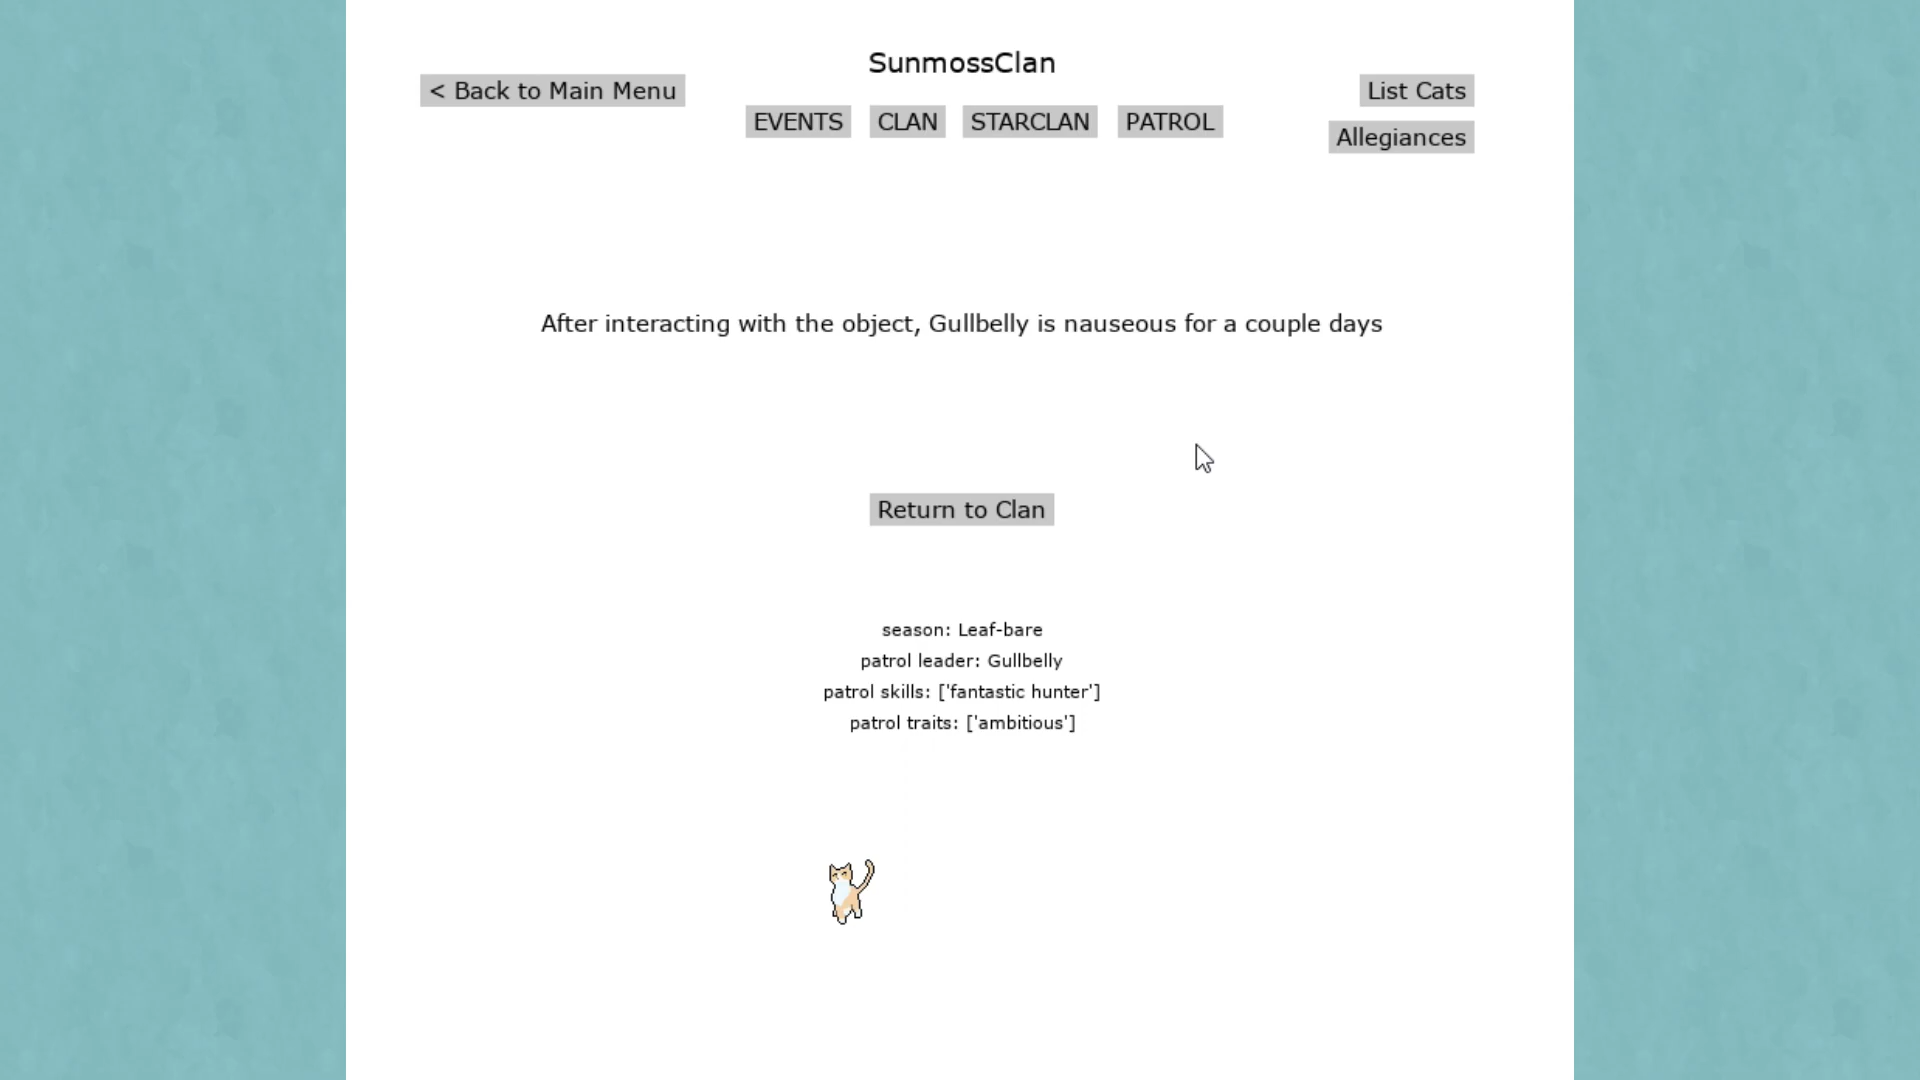 SunmossClan
< Back to Main Menu
List Cats
EVENTS CLAN STARCLAN PATROL
Allegiances
After interacting with the object, Gullbelly is nauseous for a couple days
Return to Clan
season: Leaf-bare
patrol leader: Gullbelly
patrol skills: ['fantastic hunter']
patrol traits: ['ambitious']